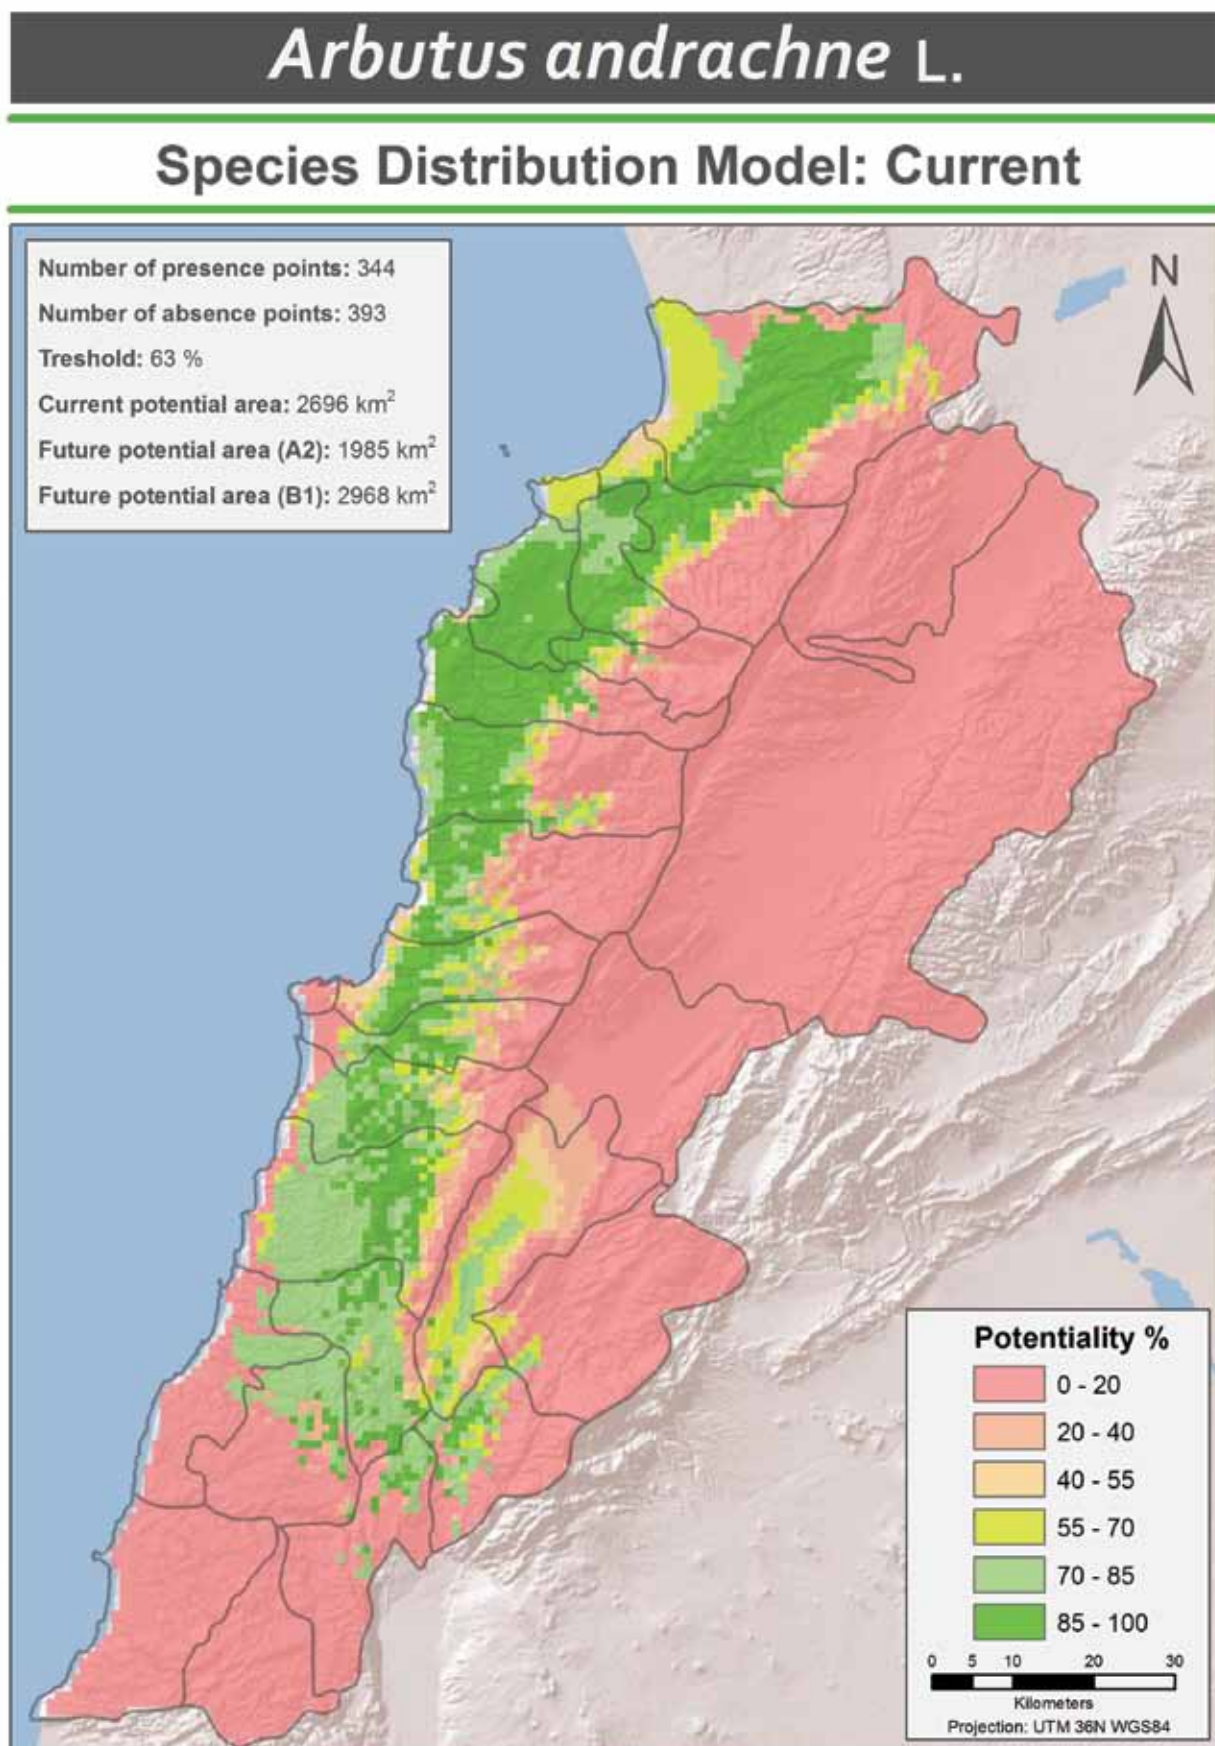 Arbutus andrachne L.
Species Distribution Model: Current
Number of presence points: 344
Number of absence points: 393
Treshold: 63 %
Current potential area: 2696 km²
Future potential area (A2): 1985 km²
Future potential area (B1): 2968 km²
N
Potentiality %
0 - 20
20 - 40
40 - 55
55 - 70
70 - 85
85 - 100
0 5 10 20 30
Kilometers
Projection: UTM 36N WGS84